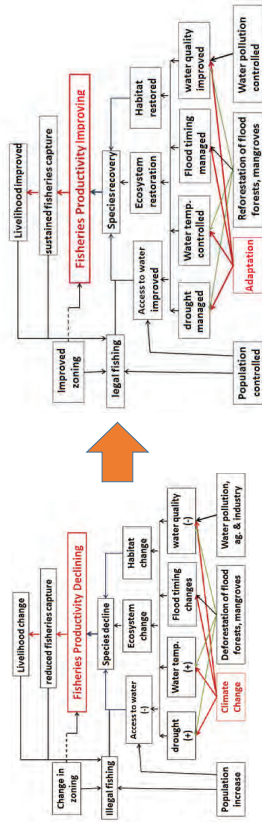 Livelihood change
reduced fisheries capture
Fisheries Productivity Declining
Change in
zoning
Species decline
Illegal fishing
Habitat
change
Ecosystem
change
Access to water
(-)
water quality
(-)
Flood timing
changes
Water temp.
(+)
drought
(+)
Water pollution,
ag. & industry
Deforestation of flood
forests, mangroves
Climate
Change
Population
increase
Livelihood improved
sustained fisheries capture
Fisheries Productivity Improving
Improved
zoning
Species recovery
legal fishing
Habitat
restored
Ecosystem
restoration
Access to water
improved
water quality
improved
Flood timing
managed
Water temp.
controlled
drought
managed
Water pollution
controlled
Reforestation of flood
forests, mangroves
Adaptation
Population
controlled